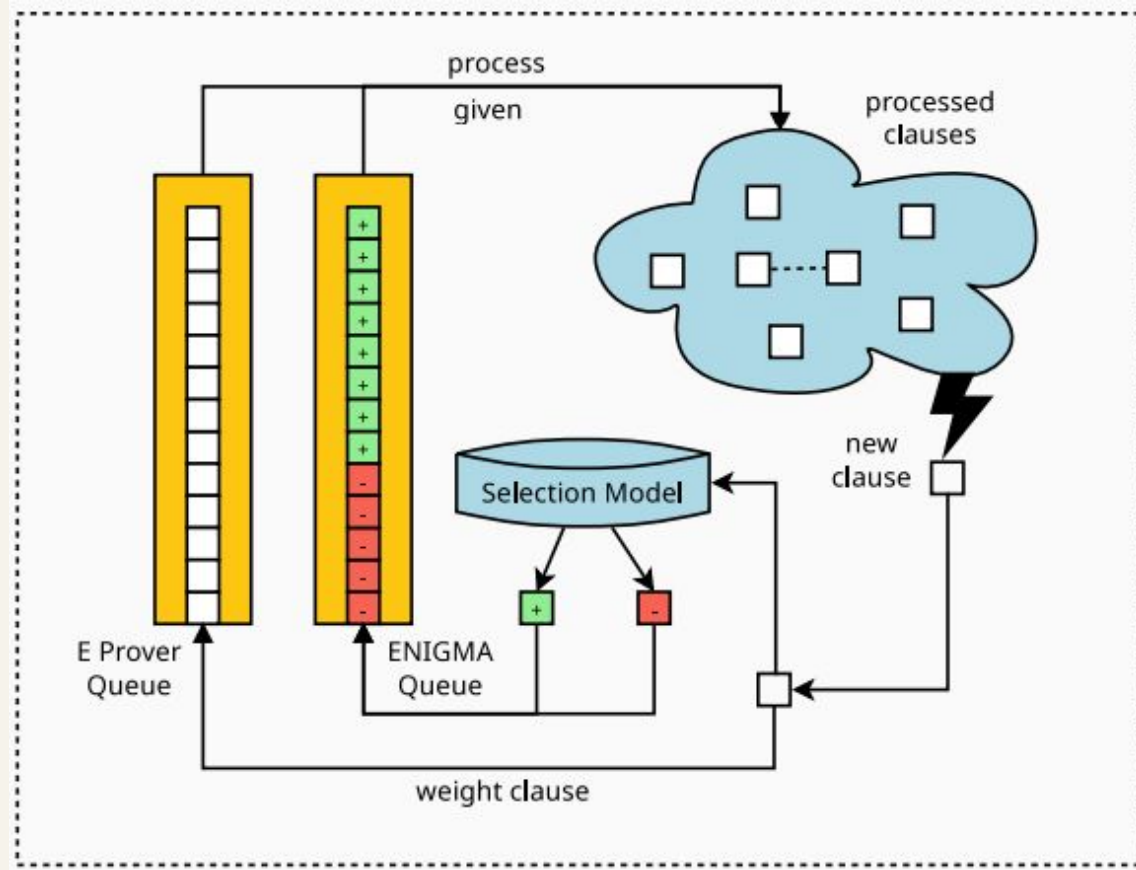 process
given
processed
clauses
+
+
+
+
+
+
+
+
-
-
-
-
-
new
clause
Selection Model
+
-
E Prover
Queue
ENIGMA
Queue
weight clause